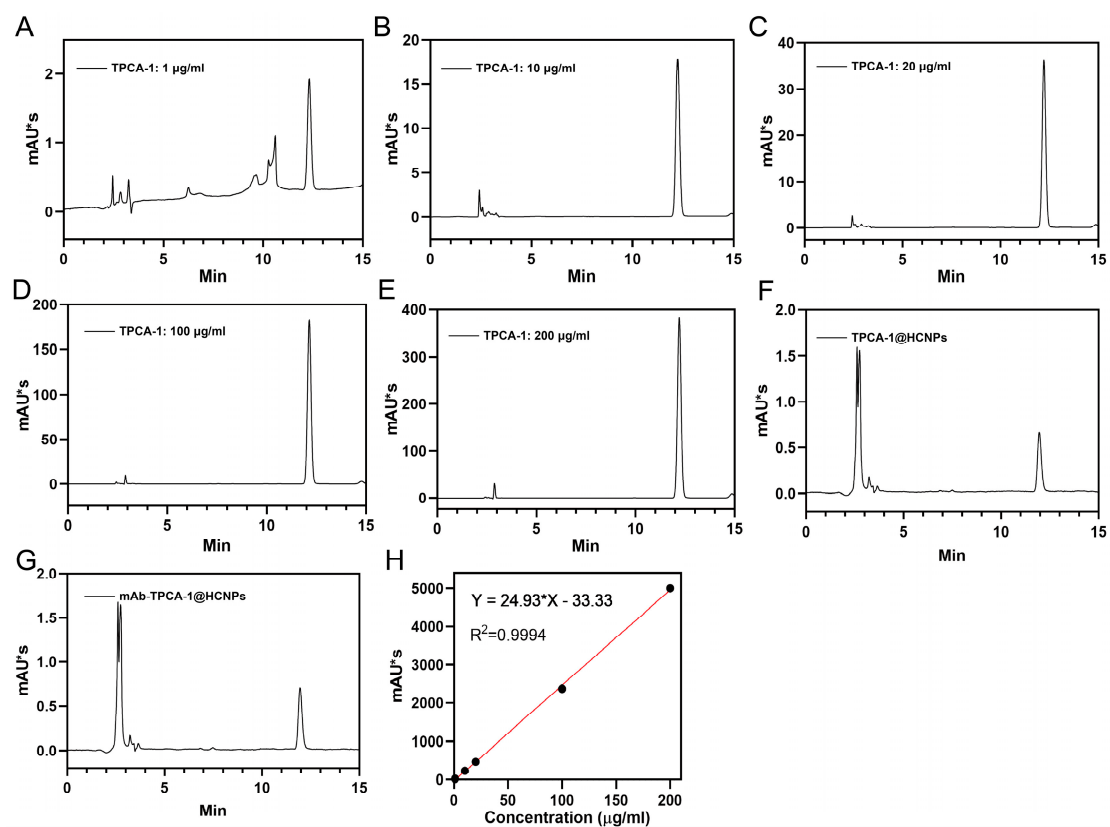 A
mAU*s
2
1
0
TPCA-1: 1 µg/ml
0 5 10 15
Min
B
mAU*s
20
15
10
5
0
TPCA-1: 10 µg/ml
0 5 10 15
Min
C
mAU*s
40
30
20
10
0
TPCA-1: 20 µg/ml
0 5 10 15
Min
D
mAU*s
200
150
100
50
0
TPCA-1: 100 µg/ml
0 5 10 15
Min
E
mAU*s
400
300
200
100
0
TPCA-1: 200 µg/ml
0 5 10 15
Min
F
mAU*s
2.0
1.5
1.0
0.5
0.0
TPCA-1@HCNPs
0 5 10 15
Min
G
mAU*s
2.0
1.5
1.0
0.5
0.0
mAb-TPCA-1@HCNPs
0 5 10 15
Min
H
mAU*s
5000
4000
3000
2000
1000
0
Y = 24.93*X - 33.33
R²=0.9994
0 50 100 150 200
Concentration (µg/ml)